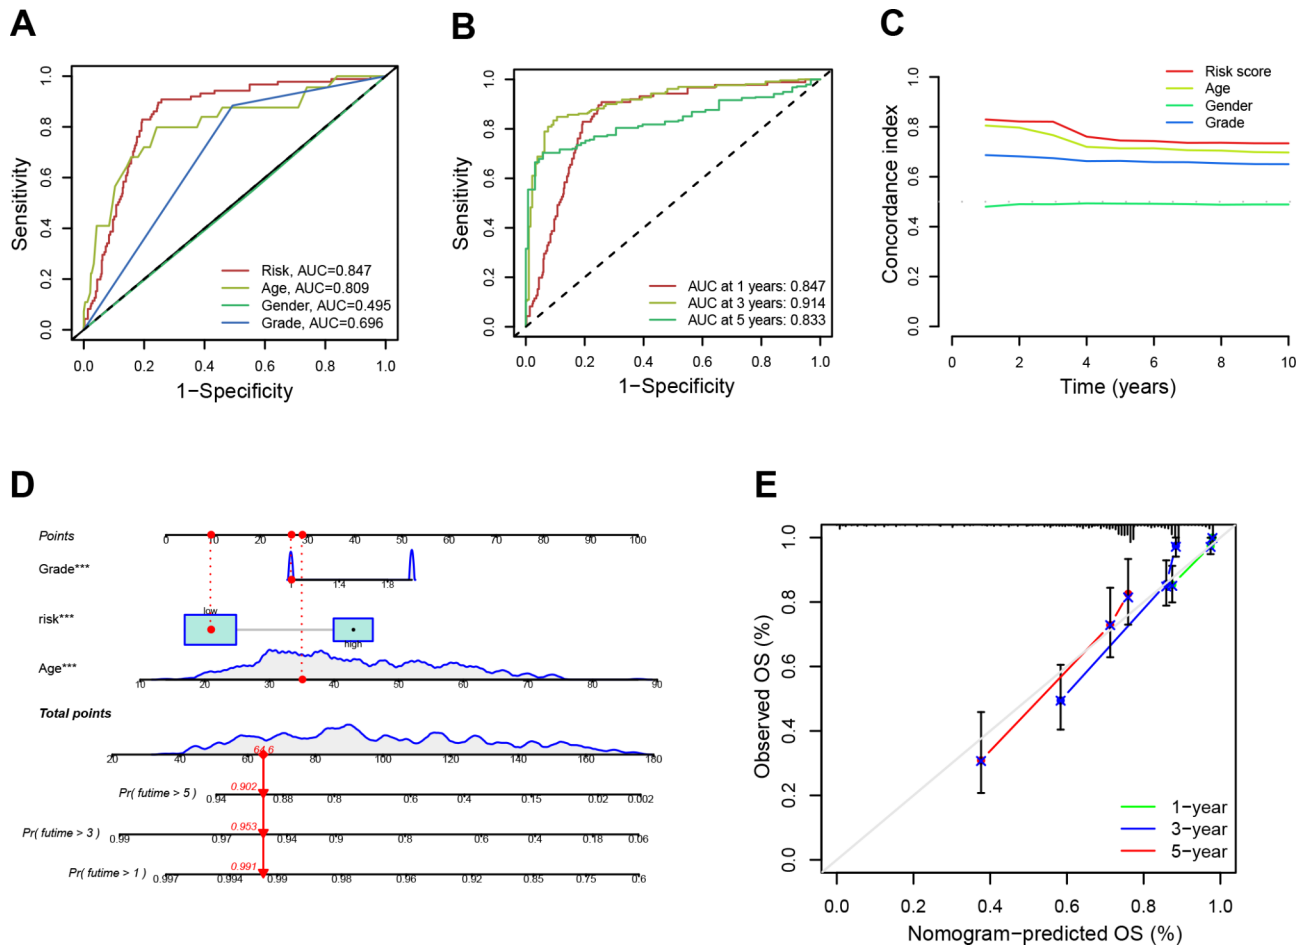 A
1.0
0.8
0.6
0.4
0.2
0.0
Sensitivity
Risk, AUC=0.847
Age, AUC=0.809
Gender, AUC=0.495
Grade, AUC=0.696
0.0 0.2 0.4 0.6 0.8 1.0
1−Specificity
B
1.0
0.8
0.6
0.4
0.2
0.0
Sensitivity
AUC at 1 years: 0.847
AUC at 3 years: 0.914
AUC at 5 years: 0.833
0.0 0.2 0.4 0.6 0.8 1.0
1−Specificity
C
1.0
0.8
0.6
0.4
0.2
0.0
Concordance index
Risk score
Age
Gender
Grade
0 2 4 6 8 10
Time (years)
D
Points
0 10 20 30 40 50 60 70 80 90 100
Grade***
1 1.4 1.8
risk***
low
high
Age***
10 20 30 40 50 60 70 80 90
Total points
64.6
20 40 60 80 100 120 140 160 180
Pr( futime > 5 )
0.902
0.94 0.88 0.8 0.6 0.4 0.15 0.02 0.002
Pr( futime > 3 )
0.953
0.99 0.97 0.94 0.9 0.8 0.6 0.4 0.18 0.06
Pr( futime > 1 )
0.991
0.997 0.994 0.99 0.98 0.96 0.92 0.85 0.75 0.6
E
1.0
0.8
0.6
0.4
0.2
0.0
Observed OS (%)
1−year
3−year
5−year
0.0 0.2 0.4 0.6 0.8 1.0
Nomogram−predicted OS (%)